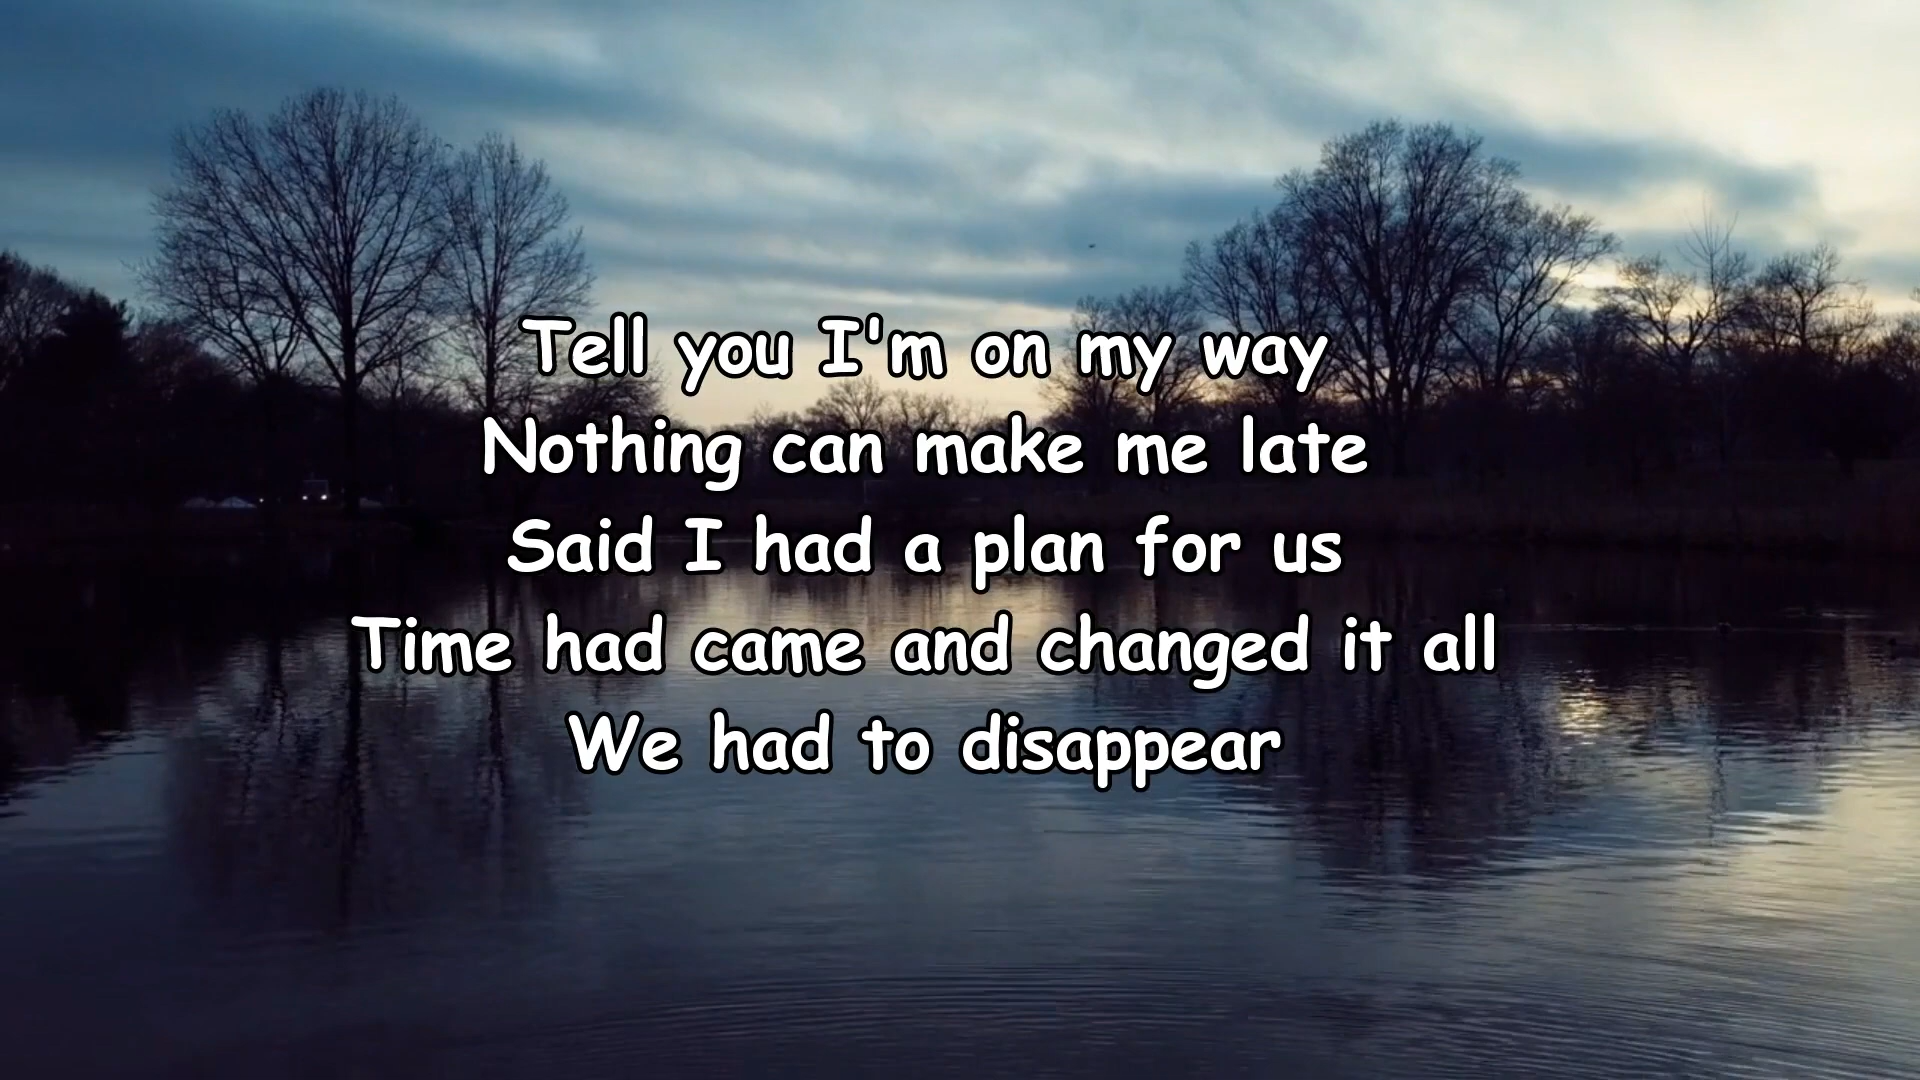 Tell you I'm on my way
Nothing can make me late
Said I had a plan for us
Time had came and changed it all
We had to disappear